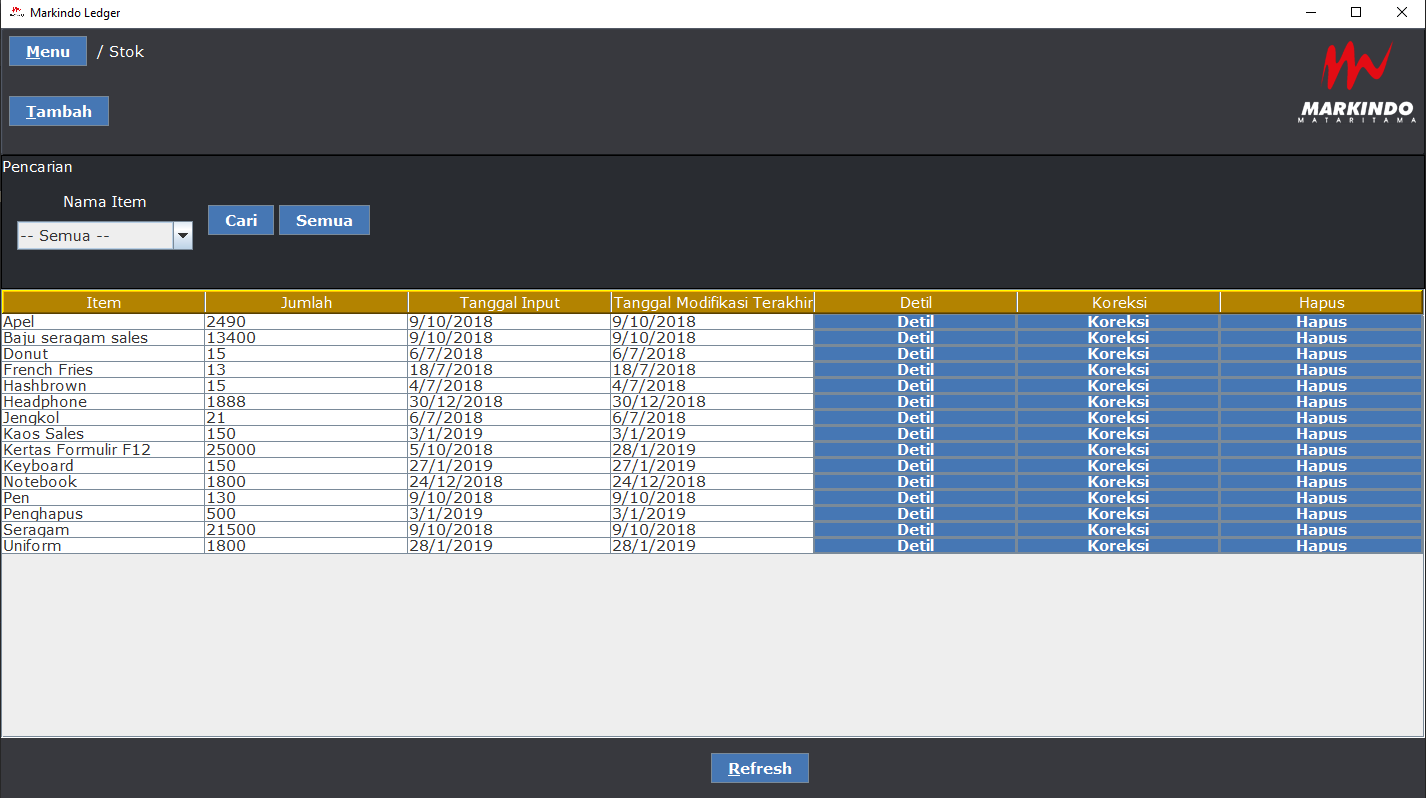 Markindo Ledger
Menu / Stok
Tambah
MARKINDO
MATARITAMA
Pencarian
Nama Item
-- Semua -- Cari Semua
Item Jumlah Tanggal Input Tanggal Modifikasi Terakhir Detil Koreksi Hapus
Apel 2490 9/10/2018 9/10/2018 Detil Koreksi Hapus
Baju seragam sales 13400 9/10/2018 9/10/2018 Detil Koreksi Hapus
Donut 15 6/7/2018 6/7/2018 Detil Koreksi Hapus
French Fries 13 18/7/2018 18/7/2018 Detil Koreksi Hapus
Hashbrown 15 4/7/2018 4/7/2018 Detil Koreksi Hapus
Headphone 1888 30/12/2018 30/12/2018 Detil Koreksi Hapus
Jengkol 21 6/7/2018 6/7/2018 Detil Koreksi Hapus
Kaos Sales 150 3/1/2019 3/1/2019 Detil Koreksi Hapus
Kertas Formulir F12 25000 5/10/2018 28/1/2019 Detil Koreksi Hapus
Keyboard 150 27/1/2019 27/1/2019 Detil Koreksi Hapus
Notebook 1800 24/12/2018 24/12/2018 Detil Koreksi Hapus
Pen 130 9/10/2018 9/10/2018 Detil Koreksi Hapus
Penghapus 500 3/1/2019 3/1/2019 Detil Koreksi Hapus
Seragam 21500 9/10/2018 9/10/2018 Detil Koreksi Hapus
Uniform 1800 28/1/2019 28/1/2019 Detil Koreksi Hapus
Refresh